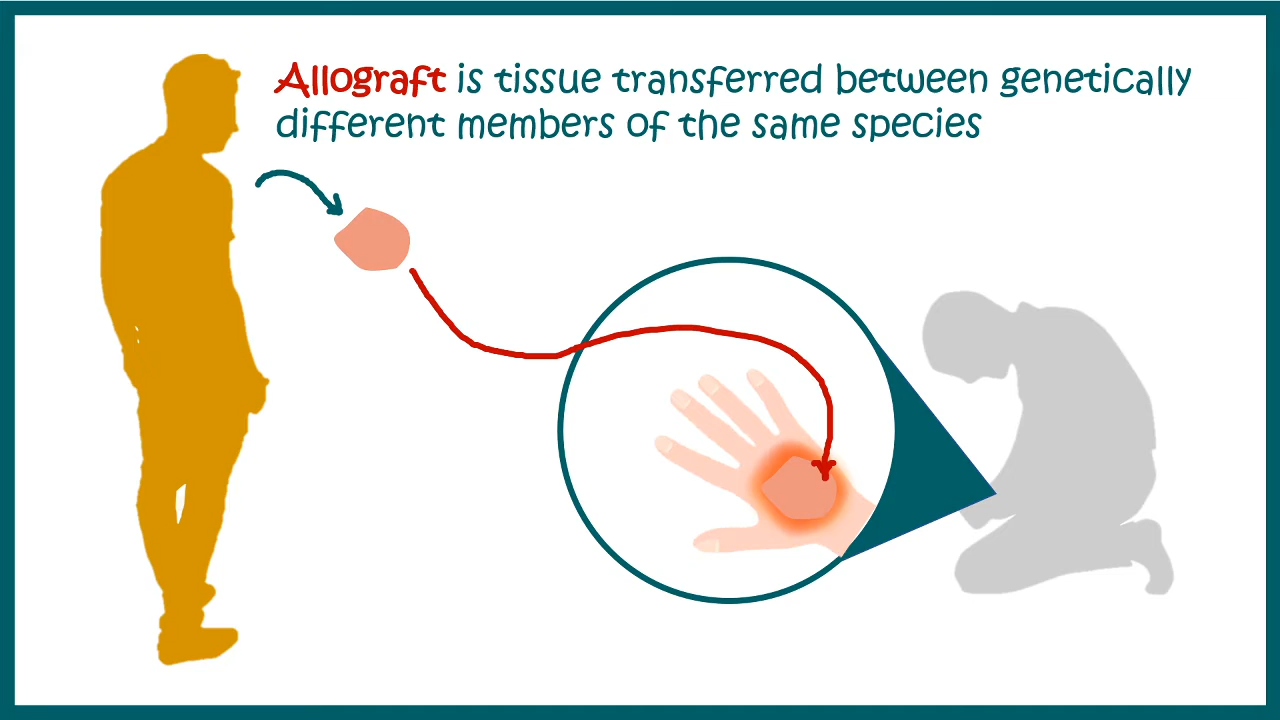 Allograft is tissue transferred between genetically
different members of the same species